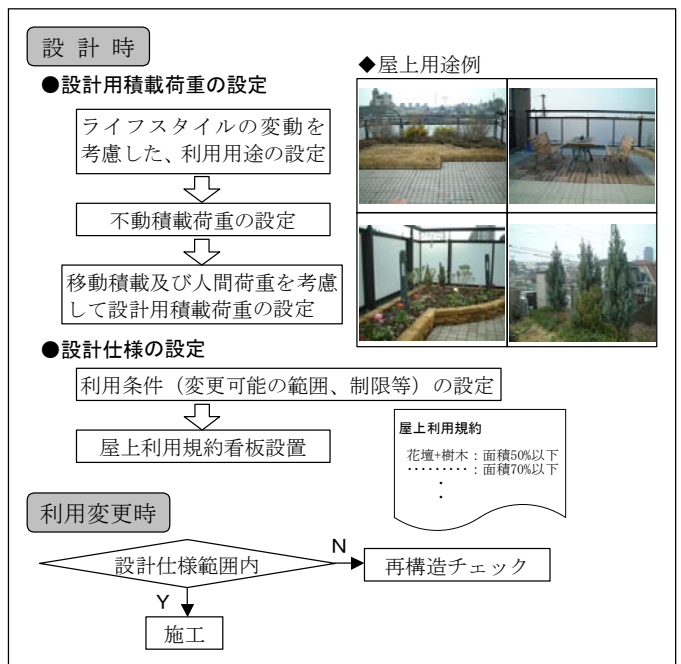 設 計 時
●設計用積載荷重の設定
ライフスタイルの変動を
考慮した、利用用途の設定
不動積載荷重の設定
移動積載及び人間荷重を考慮
して設計用積載荷重の設定
◆屋上用途例
●設計仕様の設定
利用条件（変更可能の範囲、制限等）の設定
屋上利用規約看板設置
屋上利用規約
花壇+樹木：面積50%以下
・・・・・・・・・：面積70%以下
・
・
利用変更時
設計仕様範囲内
N
再構造チェック
Y
施工